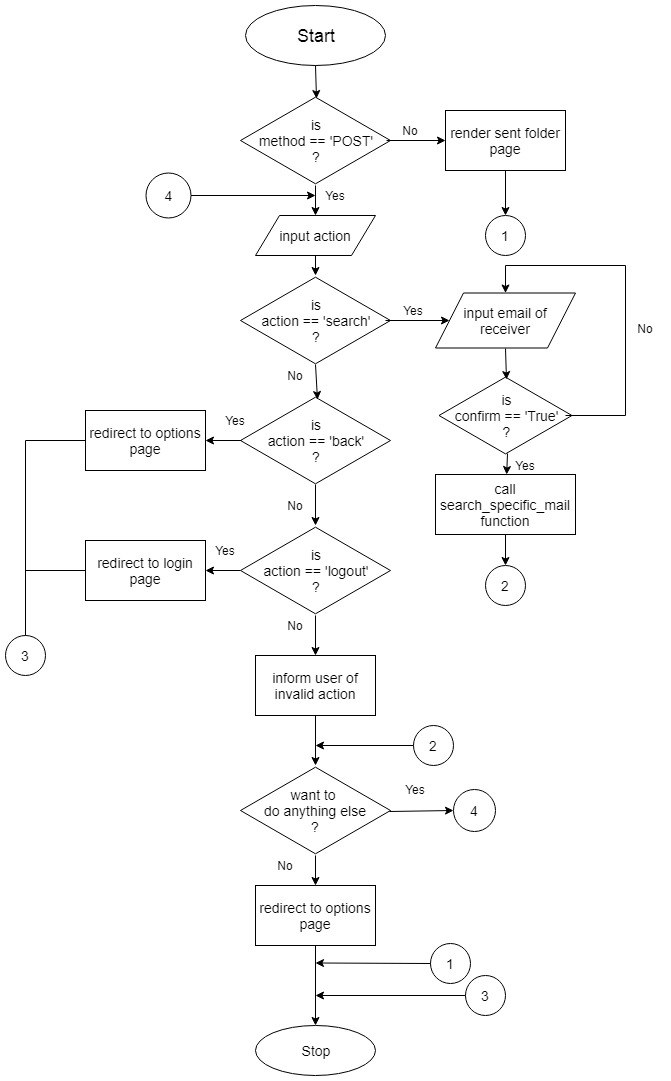 Start
is
method == 'POST'
?
No
render sent folder
page
4
Yes
1
input action
is
action == 'search'
?
Yes
input email of
receiver
No
No
is
confirm == 'True'
?
Yes
redirect to options
page
is
action == 'back'
?
Yes
call
search_specific_mail
function
No
Yes
redirect to login
page
is
action == 'logout'
?
2
No
3
inform user of
invalid action
2
want to
do anything else
?
Yes
4
No
redirect to options
page
1
3
Stop